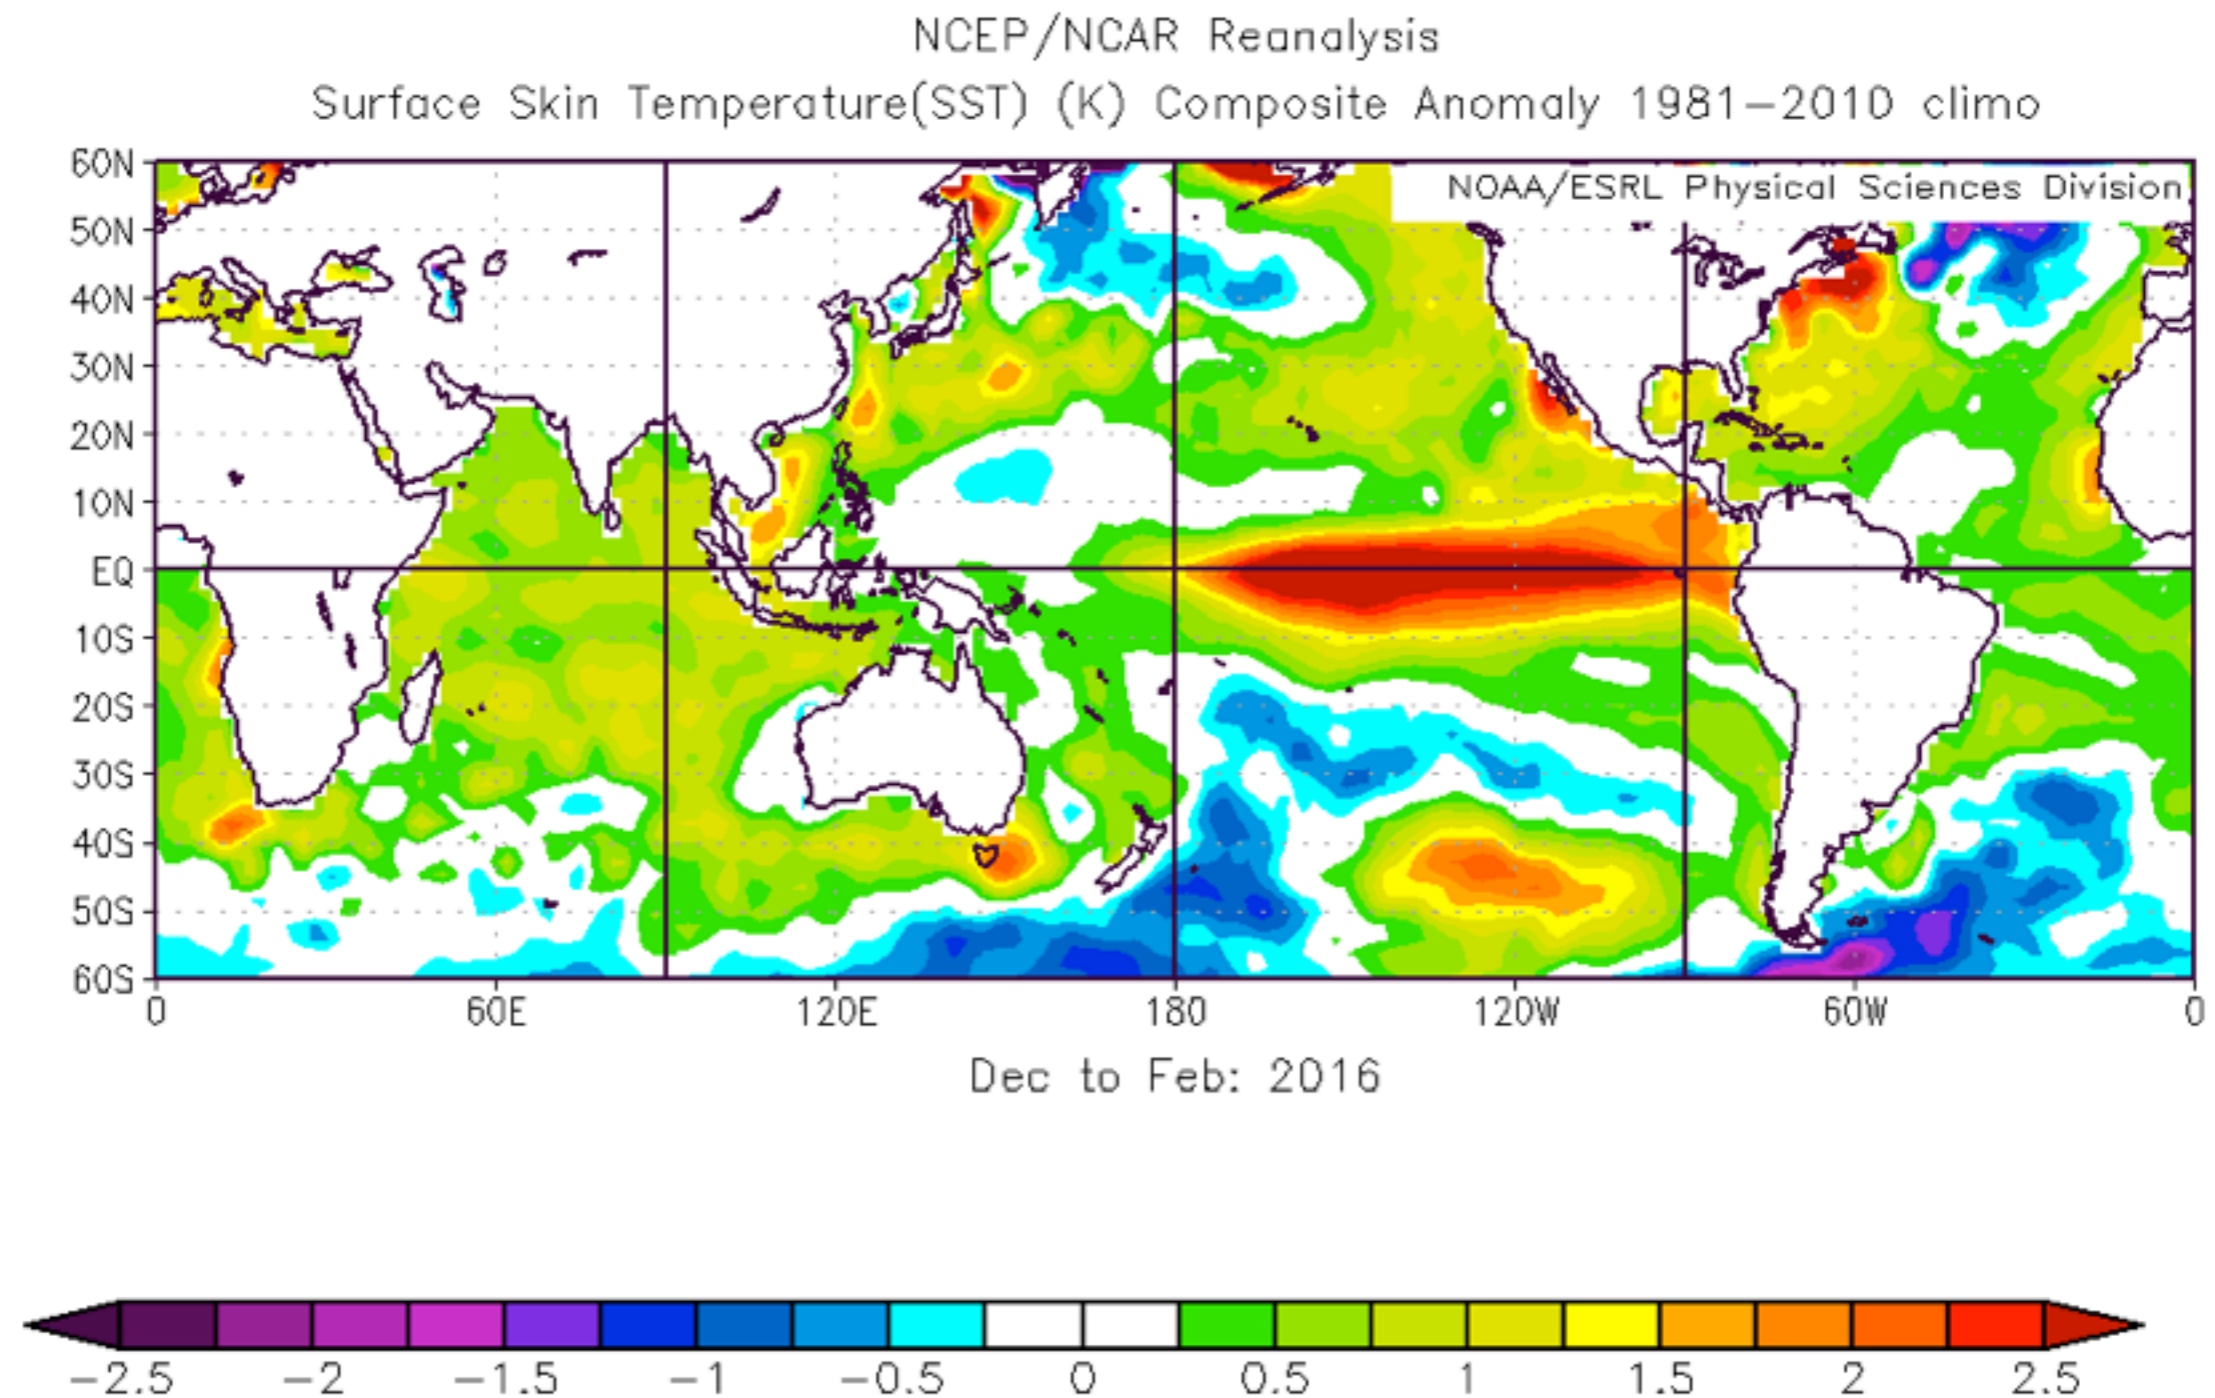 NCEP/NCAR Reanalysis
Surface Skin Temperature(SST) (K) Composite Anomaly 1981-2010 climo
NOAA/ESRL Physical Sciences Division
60N
50N
40N
30N
20N
10N
EQ
10S
20S
30S
40S
50S
60S
0 60E 120E 180 120W 60W 0
Dec to Feb: 2016
-2.5 -2 -1.5 -1 -0.5 0 0.5 1 1.5 2 2.5